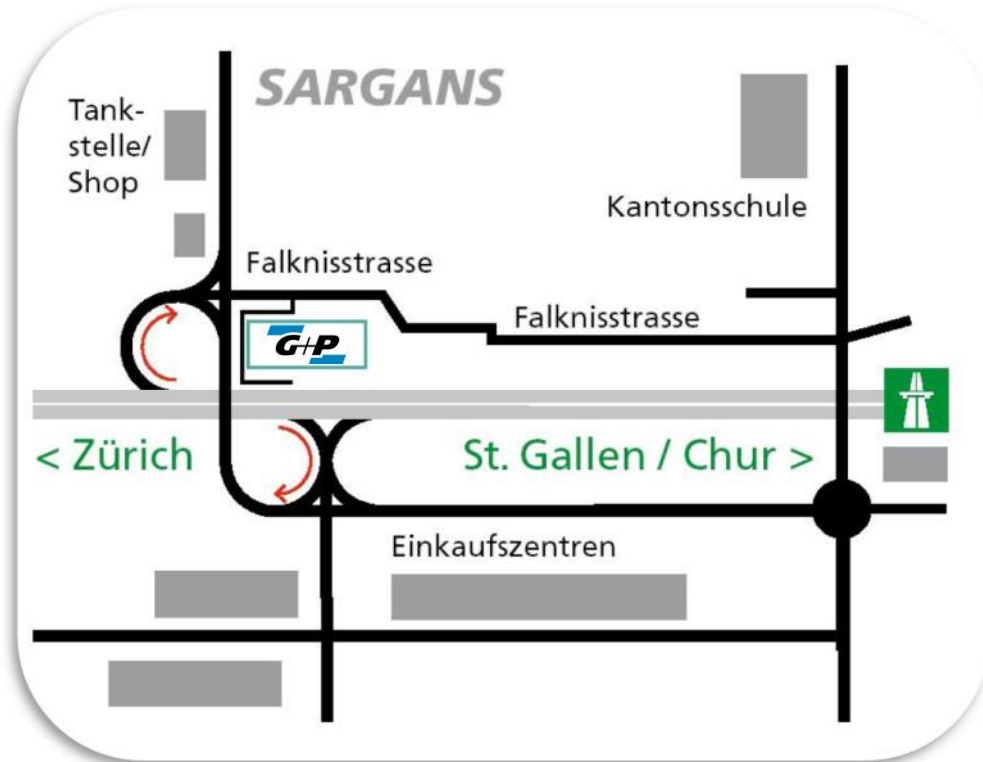 SARGANS
Tank-
stelle/
Shop
Kantonsschule
Falknisstrasse
Falknisstrasse
G+P
< Zürich
St. Gallen / Chur >
Einkaufszentren